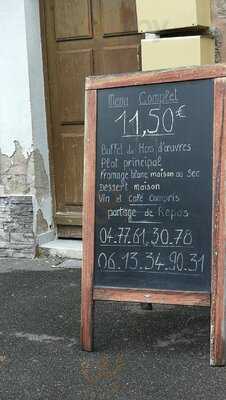 Menu Complet
11,50€
Buffet de Hors d'œuvres
Plat principal
fromage blanc maison ou sec
Dessert maison
Vin et Café compris
partage de Repas
04.77.61.30.78
06.13.34.90.31